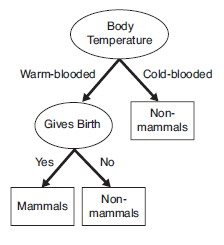 Body
Temperature
Warm-blooded
Cold-blooded
Non-
mammals
Gives Birth
Yes
No
Mammals
Non-
mammals